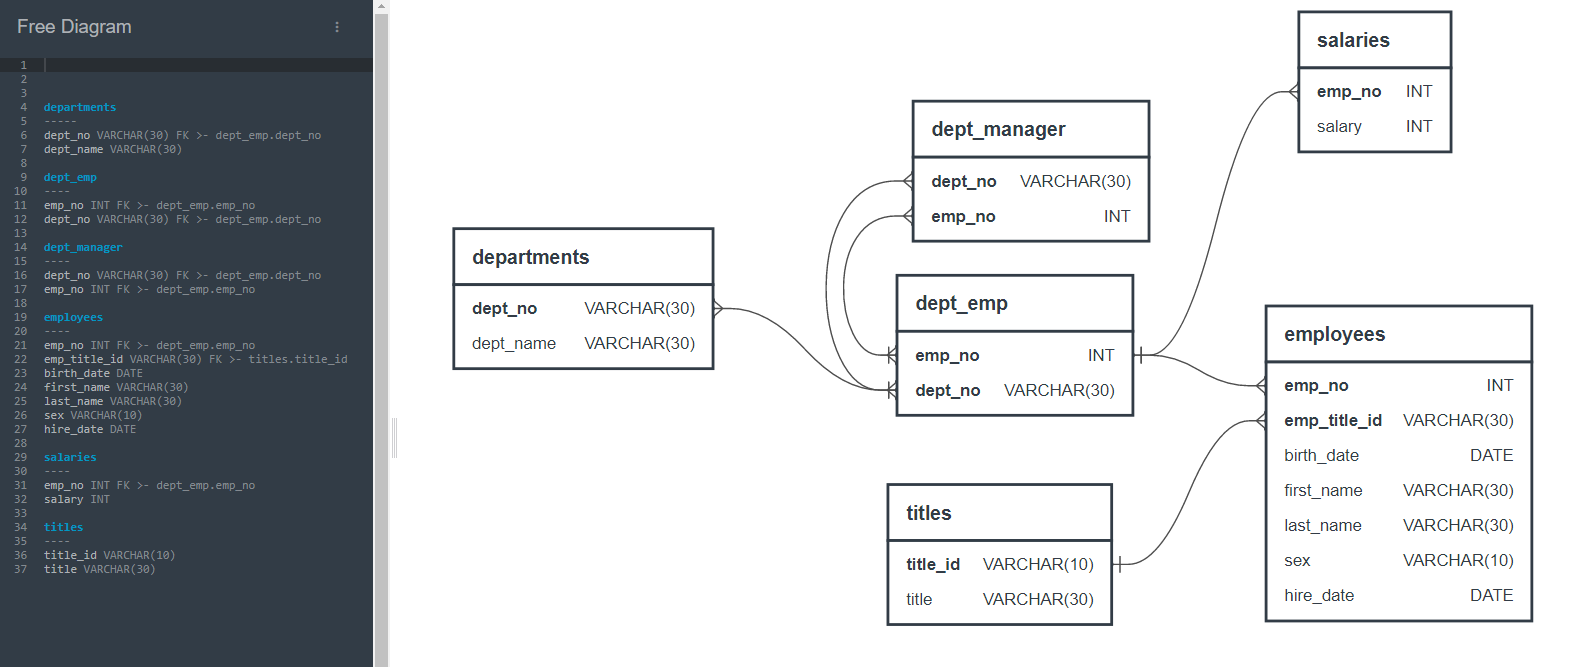 Free Diagram
1
2
3
4 departments
5 -----
6 dept_no VARCHAR(30) FK >- dept_emp.dept_no
7 dept_name VARCHAR(30)
8
9 dept_emp
10 ----
11 emp_no INT FK >- dept_emp.emp_no
12 dept_no VARCHAR(30) FK >- dept_emp.dept_no
13
14 dept_manager
15 ----
16 dept_no VARCHAR(30) FK >- dept_emp.dept_no
17 emp_no INT FK >- dept_emp.emp_no
18
19 employees
20 ----
21 emp_no INT FK >- dept_emp.emp_no
22 emp_title_id VARCHAR(30) FK >- titles.title_id
23 birth_date DATE
24 first_name VARCHAR(30)
25 last_name VARCHAR(30)
26 sex VARCHAR(10)
27 hire_date DATE
28
29 salaries
30 ----
31 emp_no INT FK >- dept_emp.emp_no
32 salary INT
33
34 titles
35 ----
36 title_id VARCHAR(10)
37 title VARCHAR(30)
departments
dept_no VARCHAR(30)
dept_name VARCHAR(30)
dept_manager
dept_no VARCHAR(30)
emp_no INT
dept_emp
emp_no INT
dept_no VARCHAR(30)
titles
title_id VARCHAR(10)
title VARCHAR(30)
salaries
emp_no INT
salary INT
employees
emp_no INT
emp_title_id VARCHAR(30)
birth_date DATE
first_name VARCHAR(30)
last_name VARCHAR(30)
sex VARCHAR(10)
hire_date DATE